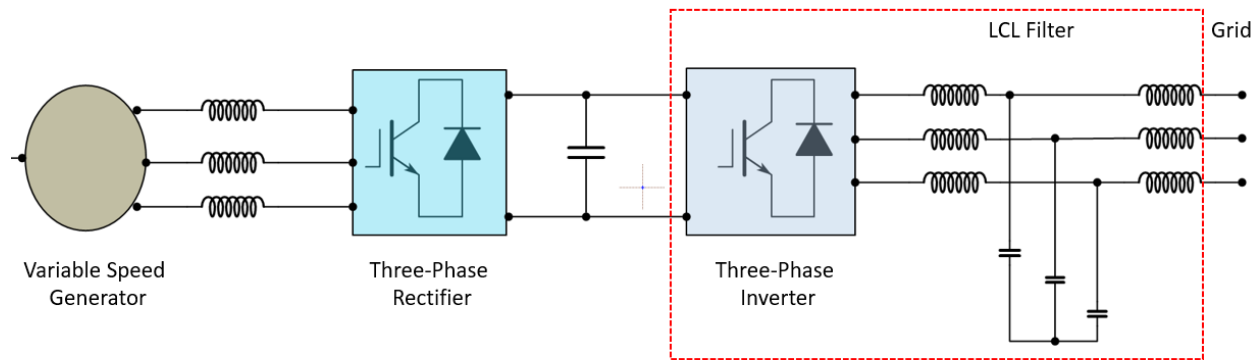 LCL Filter
Grid
Variable Speed
Generator
Three-Phase
Rectifier
Three-Phase
Inverter